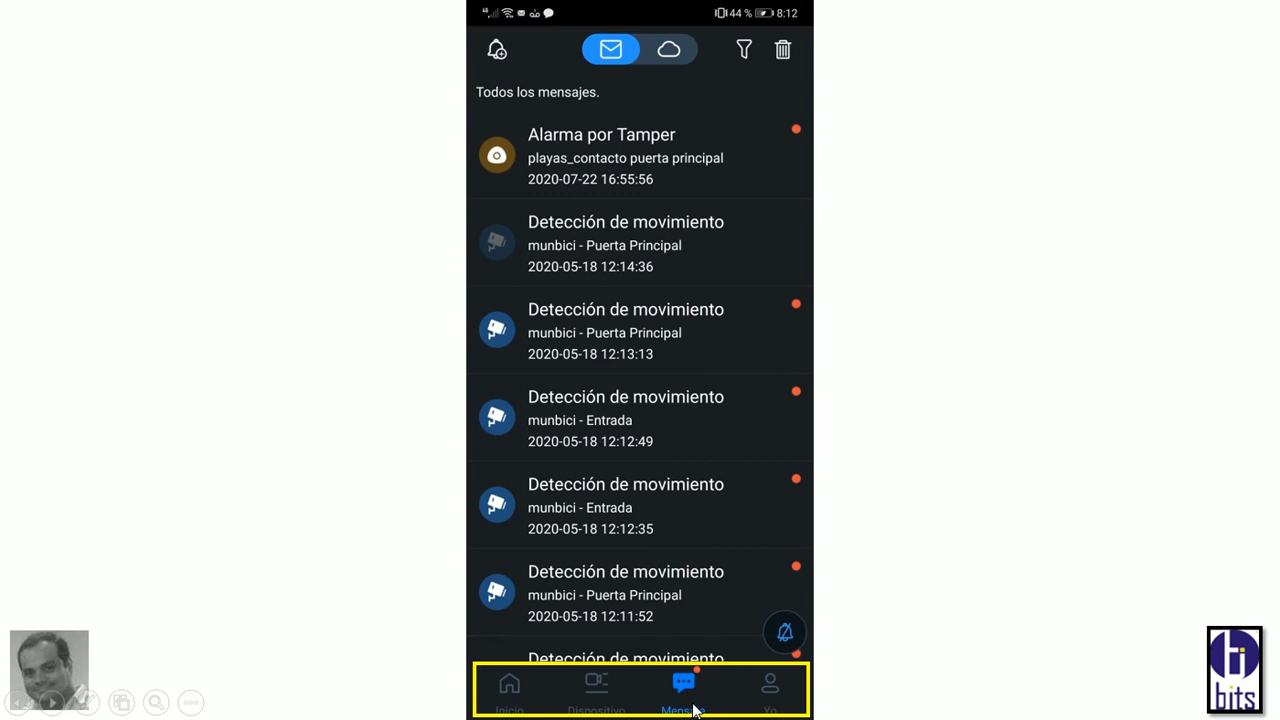 44 % 8:12
Todos los mensajes.
Alarma por Tamper
playas_contacto puerta principal
2020-07-22 16:55:56
Detección de movimiento
munbici - Puerta Principal
2020-05-18 12:14:36
Detección de movimiento
munbici - Puerta Principal
2020-05-18 12:13:13
Detección de movimiento
munbici - Entrada
2020-05-18 12:12:49
Detección de movimiento
munbici - Entrada
2020-05-18 12:12:35
Detección de movimiento
munbici - Puerta Principal
2020-05-18 12:11:52
Detección de movimiento
Inicio Dispositivo Mensaje Yo
bits